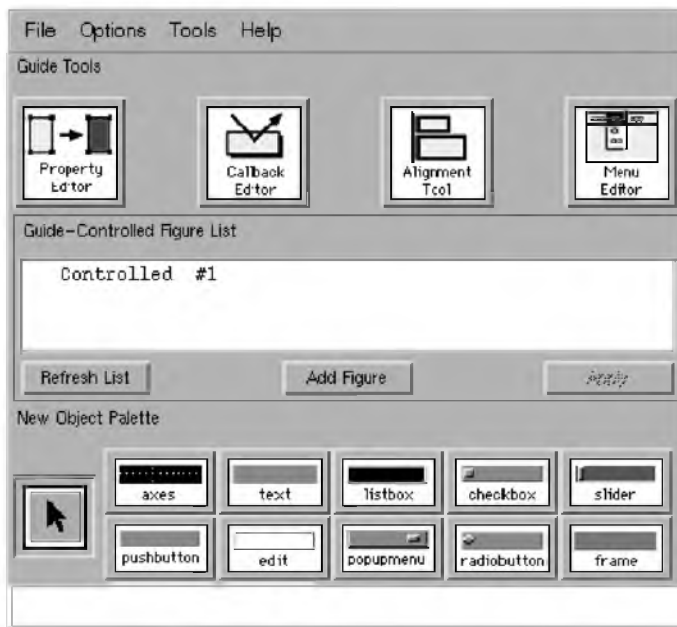 File Options Tools Help
Guide Tools
Property
Editor
Callback
Editor
Alignment
Tool
Menu
Editor
Guide-Controlled Figure List
Controlled #1
Refresh List Add Figure Apply
New Object Palette
axes text listbox checkbox slider
pushbutton edit popupmenu radiobutton frame